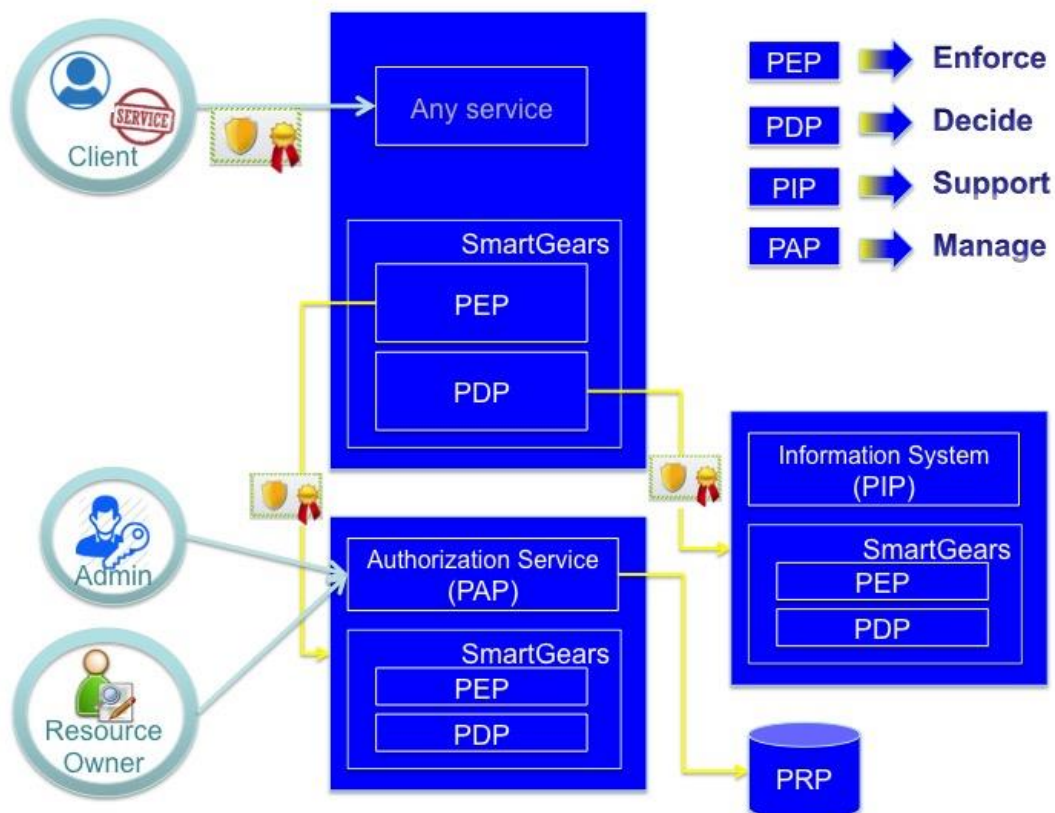 SERVICE
Client
Any service
SmartGears
PEP
PDP
PEP
Enforce
PDP
Decide
PIP
Support
PAP
Manage
Admin
Resource
Owner
Authorization Service
(PAP)
SmartGears
PEP
PDP
Information System
(PIP)
SmartGears
PEP
PDP
PRP